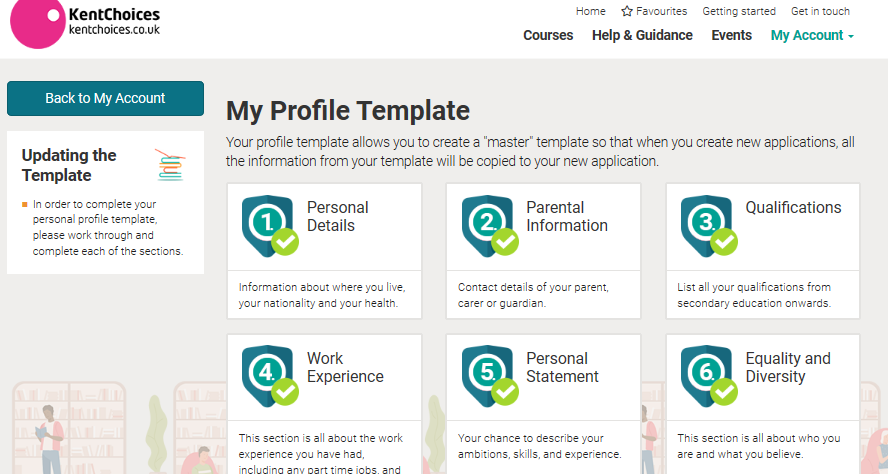 KentChoices
kentchoices.co.uk
Home Favourites Getting started Get in touch
Courses Help & Guidance Events My Account
Back to My Account
Updating the
Template
In order to complete your
personal profile template,
please work through and
complete each of the sections.
My Profile Template
Your profile template allows you to create a "master" template so that when you create new applications, all
the information from your template will be copied to your new application.
1.
Personal
Details
Information about where you live,
your nationality and your health.
2.
Parental
Information
Contact details of your parent,
carer or guardian.
3.
Qualifications
List all your qualifications from
secondary education onwards.
4.
Work
Experience
This section is all about the work
experience you have had,
including any part time jobs, and
5.
Personal
Statement
Your chance to describe your
ambitions, skills, and experience.
6.
Equality and
Diversity
This section is all about who you
are and what you believe.